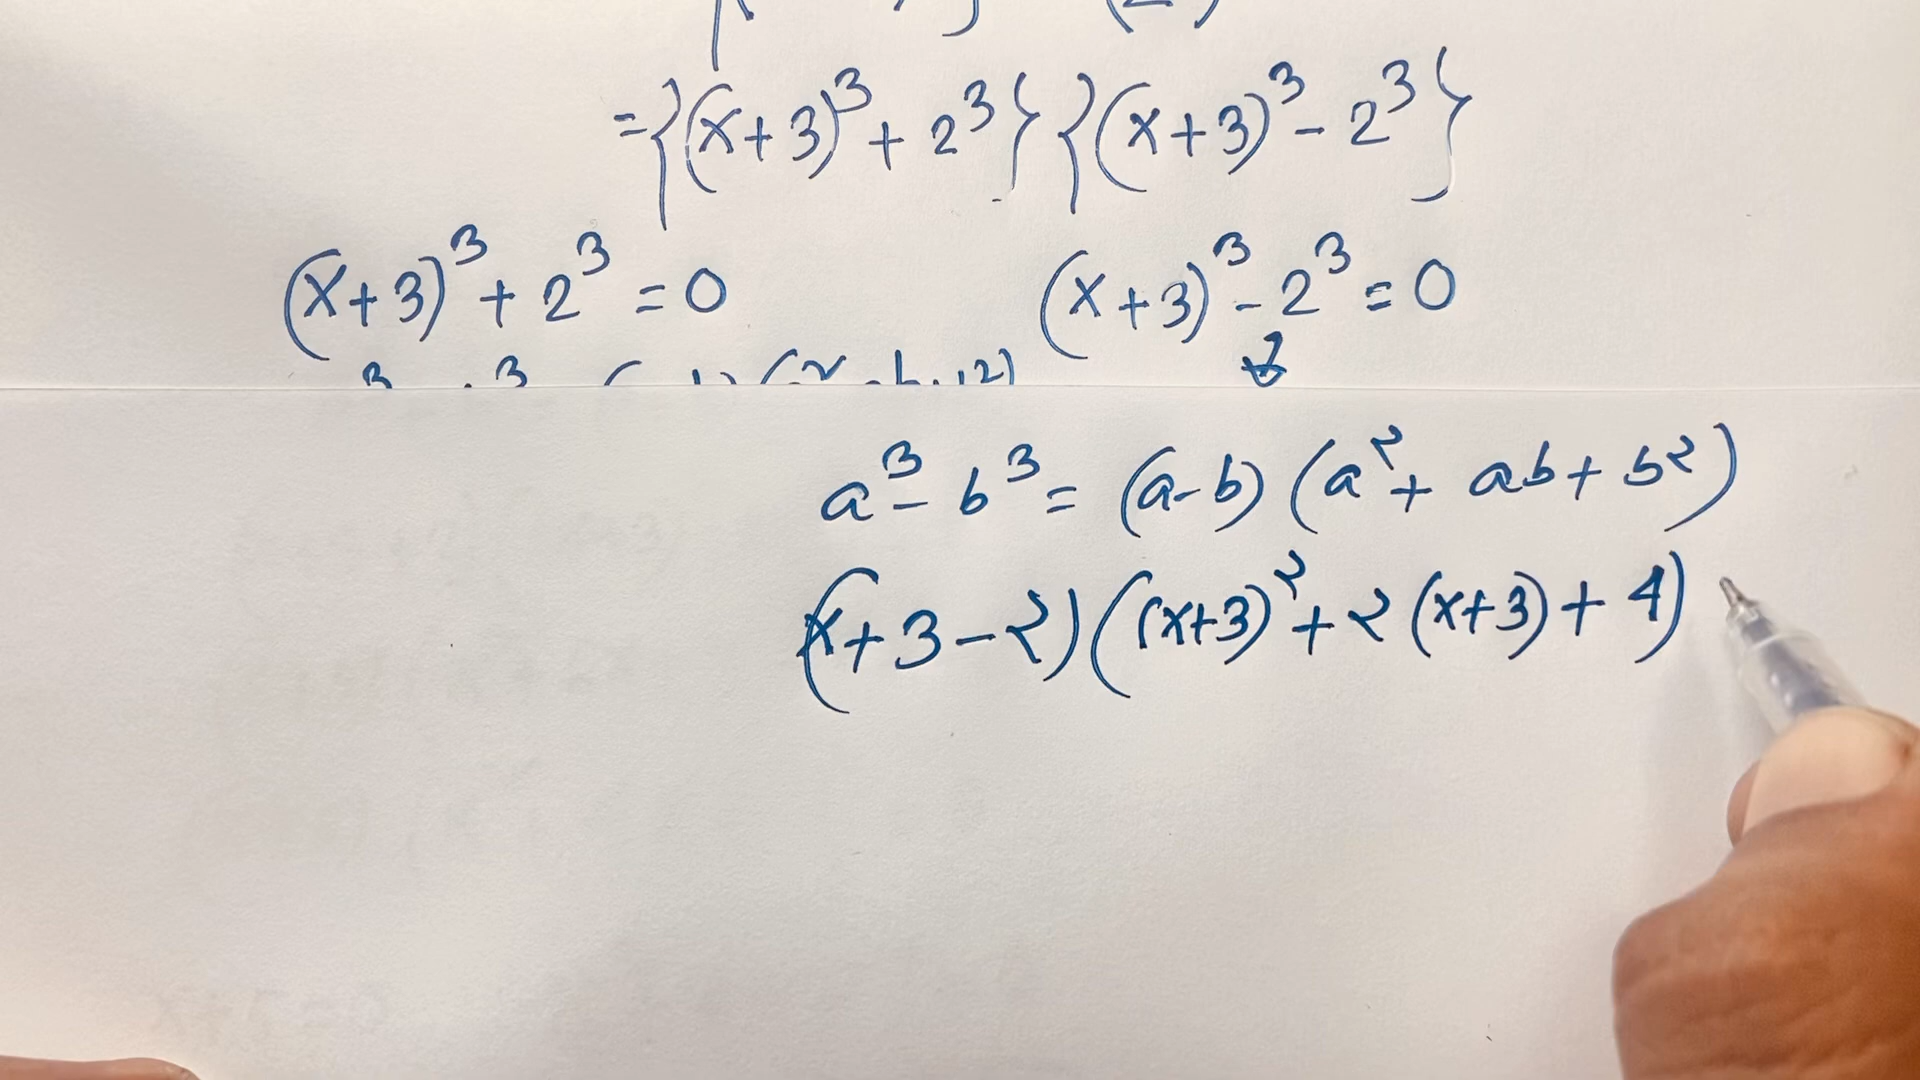 ={(x+3)³+2³}{(x+3)³-2³}
(x+3)³+2³=0 (x+3)³-2³=0
a³-b³=(a-b)(a²+ab+b²)
(x+3-2)((x+3)²+2(x+3)+4)